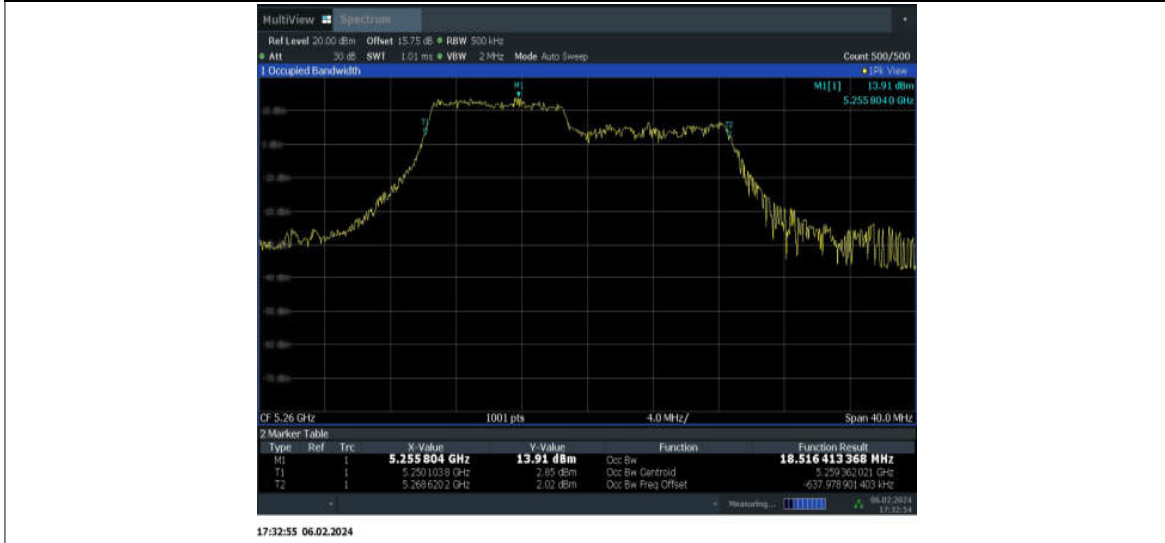 MultiView Spectrum
Ref Level 20.00 dBm Offset 15.75 dB RBW 500 kHz
Att 30 dB SWT 1.01 ms VBW 2 MHz Mode Auto Sweep Count 500/500
1 Occupied Bandwidth 1Pk View
M1[1] 13.91 dBm
5.255 804 0 GHz
M1
T1
T2
CF 5.26 GHz 1001 pts 4.0 MHz/ Span 40.0 MHz
2 Marker Table
Type Ref Trc X-Value Y-Value Function Function Result
M1 1 5.255 804 GHz 13.91 dBm Occ Bw 18.516 413 368 MHz
T1 1 5.250 103 8 GHz 2.85 dBm Occ Bw Centroid 5.259 362 021 GHz
T2 1 5.268 620 2 GHz 2.02 dBm Occ Bw Freq Offset -637.978 901 403 kHz
Measuring... 06.02.2024
17:32:54
17:32:55 06.02.2024